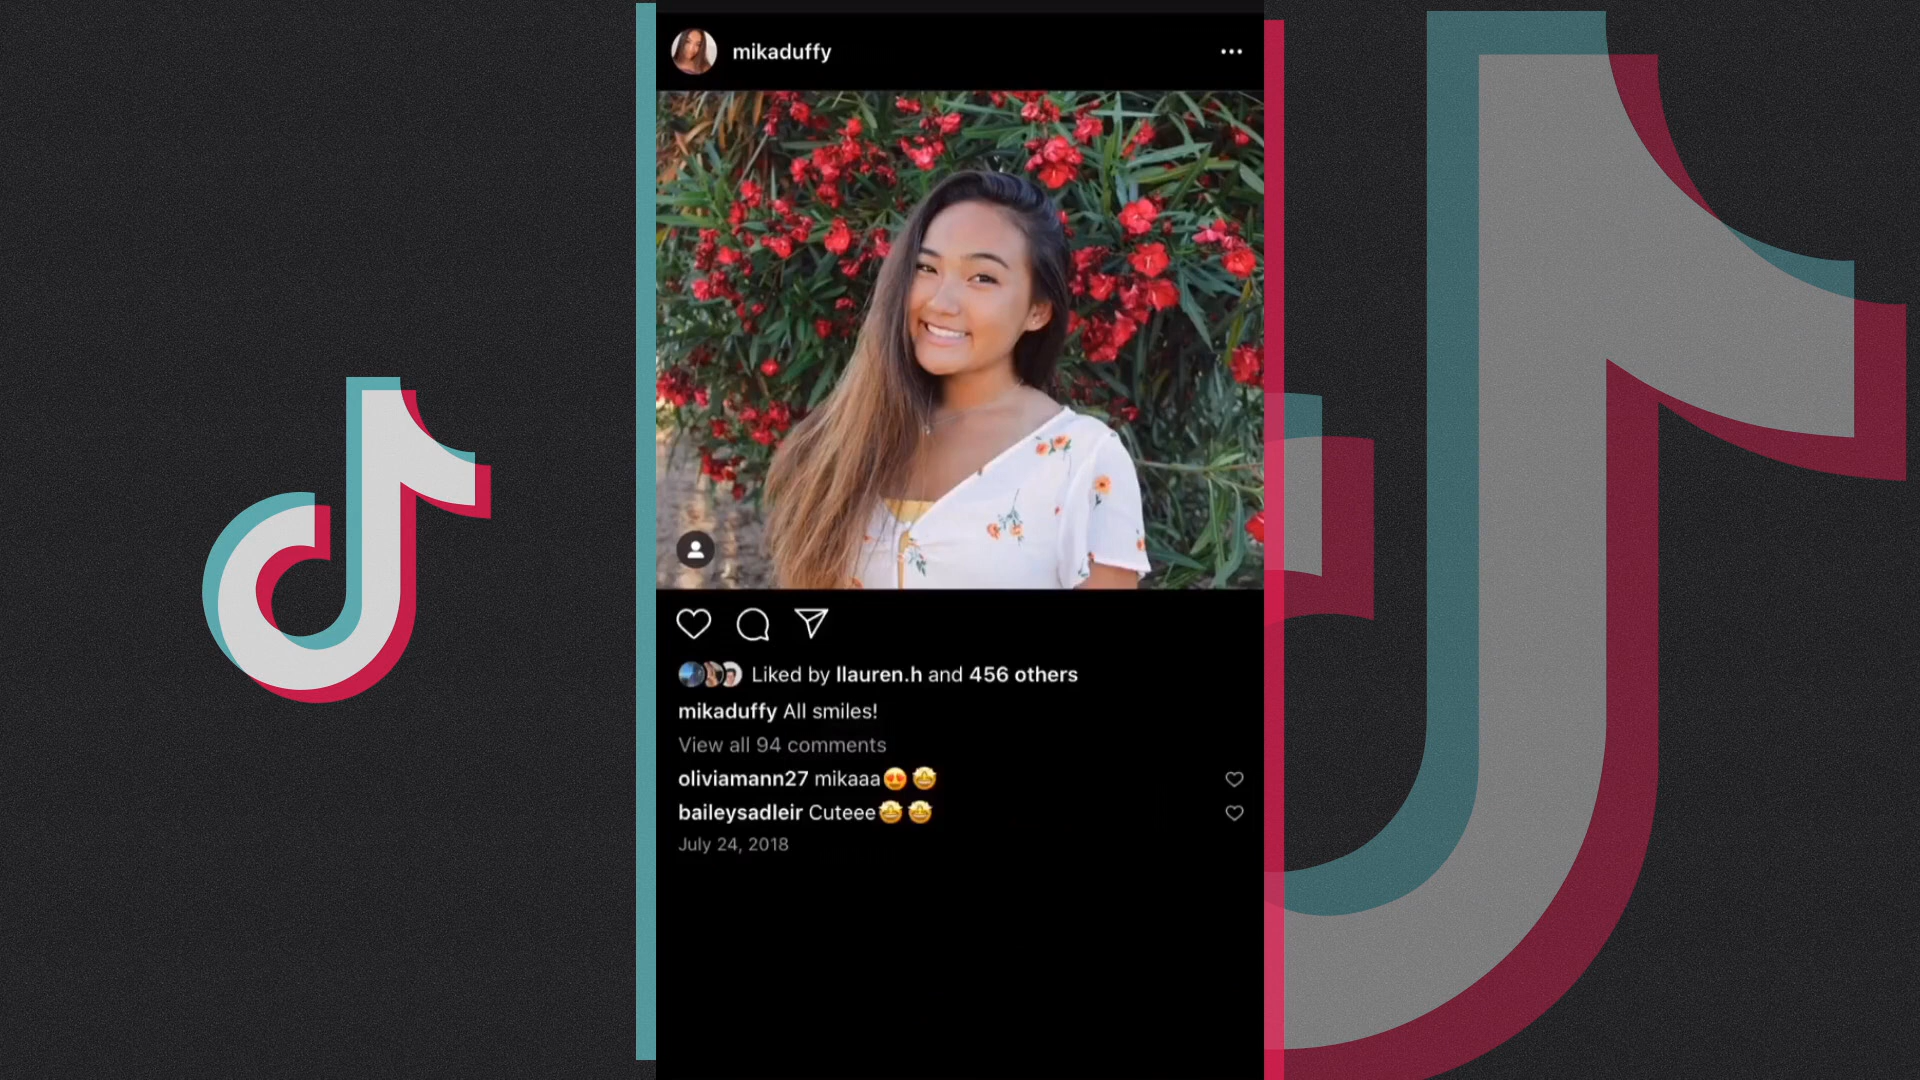 mikaduffy
Liked by llauren.h and 456 others
mikaduffy All smiles!
View all 94 comments
oliviamann27 mikaaa😍🤩
baileysadleir Cuteee🤩🤩
July 24, 2018